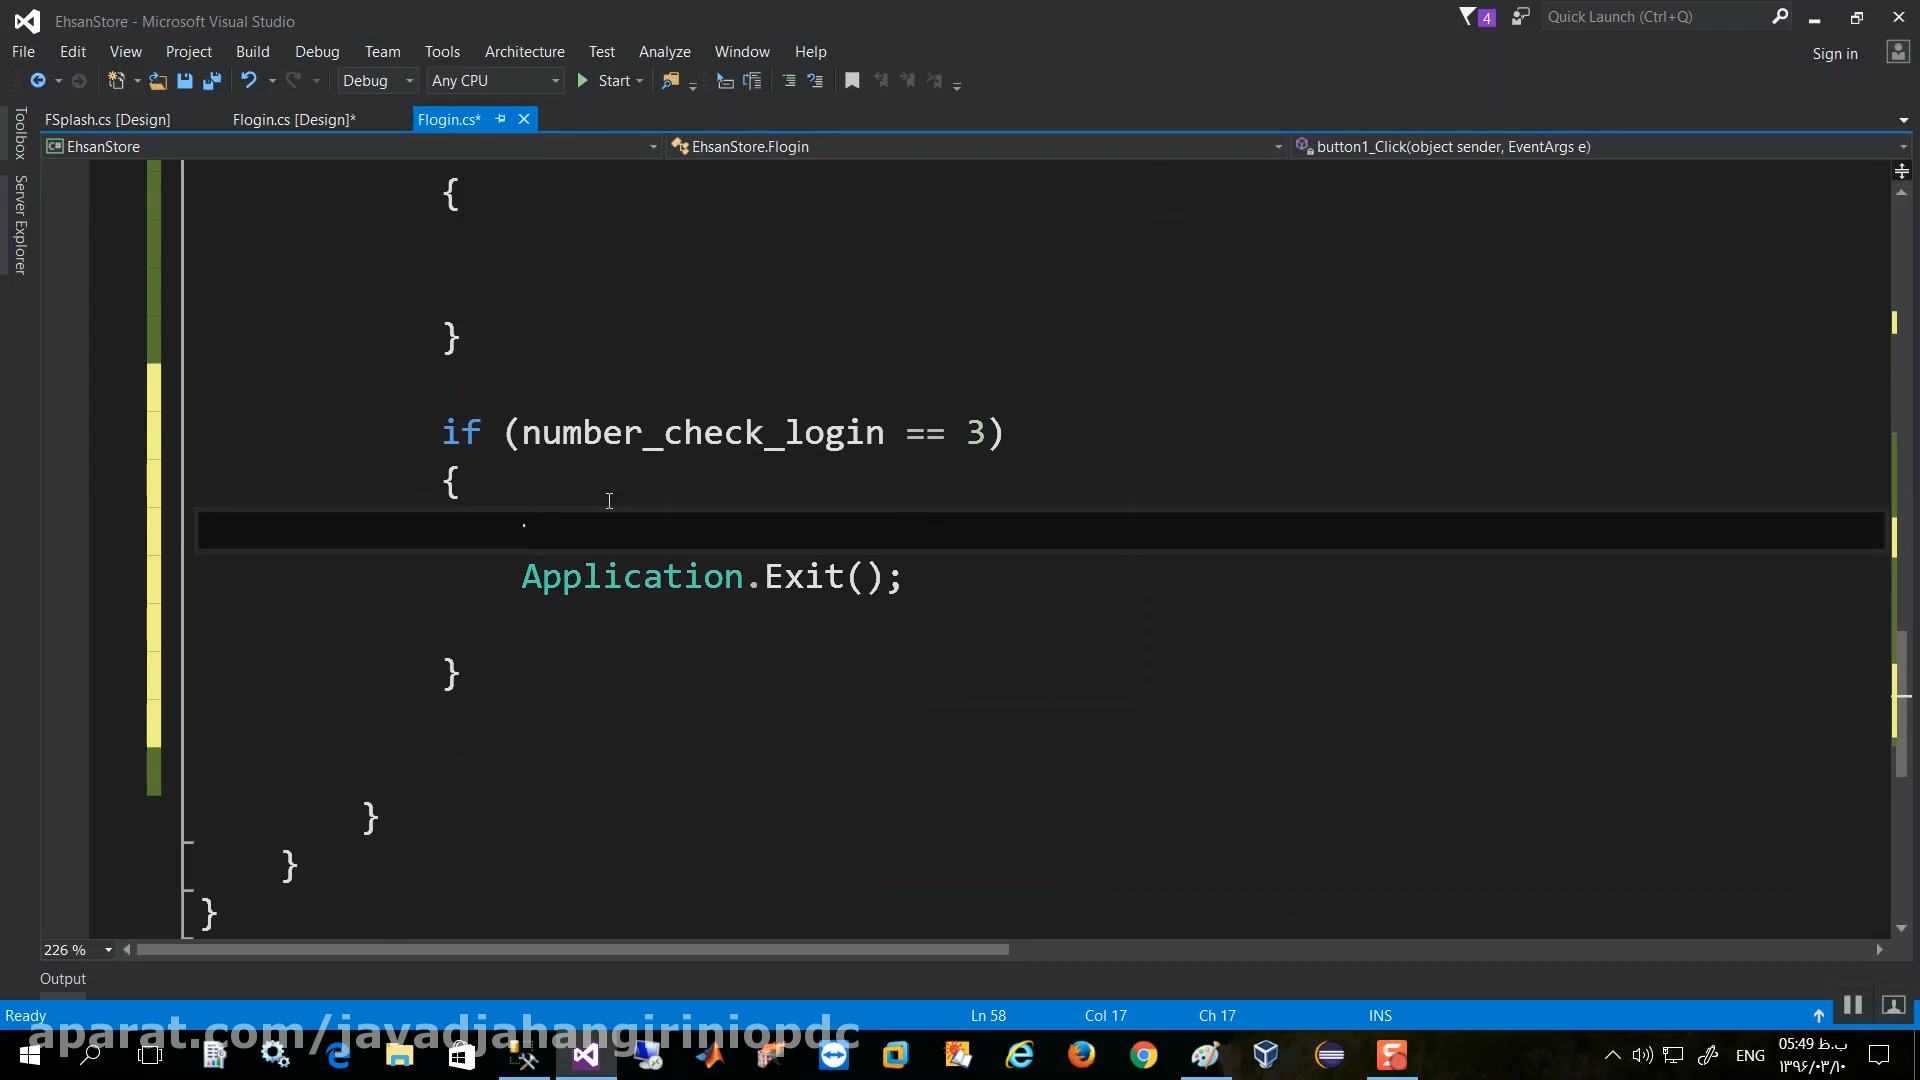 EhsanStore - Microsoft Visual Studio
4
Quick Launch (Ctrl+Q)
File Edit View Project Build Debug Team Tools Architecture Test Analyze Window Help
Sign in
Debug Any CPU Start
Toolbox
Server Explorer
FSplash.cs [Design] Flogin.cs [Design]* Flogin.cs*
C# EhsanStore EhsanStore.Flogin button1_Click(object sender, EventArgs e)
{
}
if (number_check_login == 3)
{
Application.Exit();
}
}
}
}
226 %
Output
Ready Ln 58 Col 17 Ch 17 INS
aparat.com/javadjahangiriniopdc
ENG
05:49 ب.ظ
۱۳۹۶/۰۳/۱۰